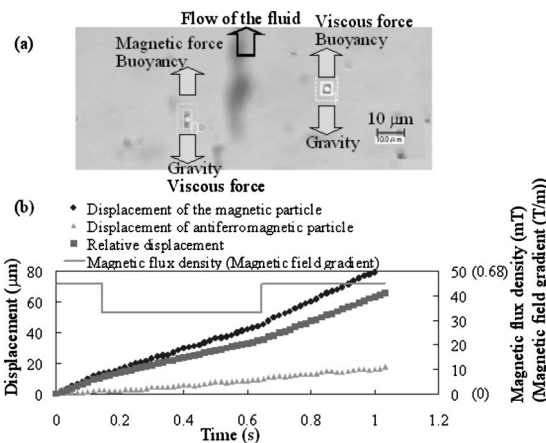 (a)
Flow of the fluid
Magnetic force
Buoyancy
Viscous force
Buoyancy
10 μm
10.0 μm
Gravity
Gravity
Viscous force
(b)
Displacement of the magnetic particle
Displacement of antiferromagnetic particle
Relative displacement
Magnetic flux density (Magnetic field gradient)
Displacement (μm)
80
60
40
20
0
50 (0.68)
40
30
20
10
0 (0)
Magnetic flux density (mT)
(Magnetic field gradient (T/m))
0
0.2
0.4
0.6
0.8
1
1.2
Time (s)